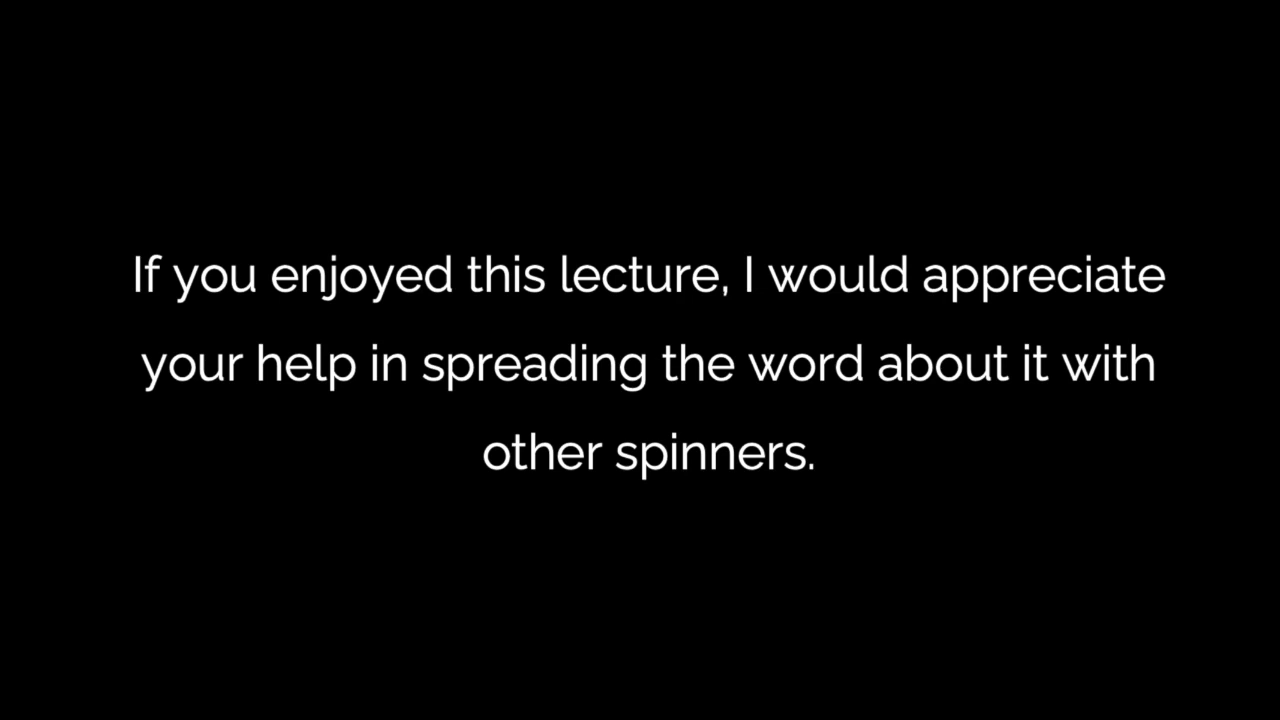 If you enjoyed this lecture, I would appreciate
your help in spreading the word about it with
other spinners.